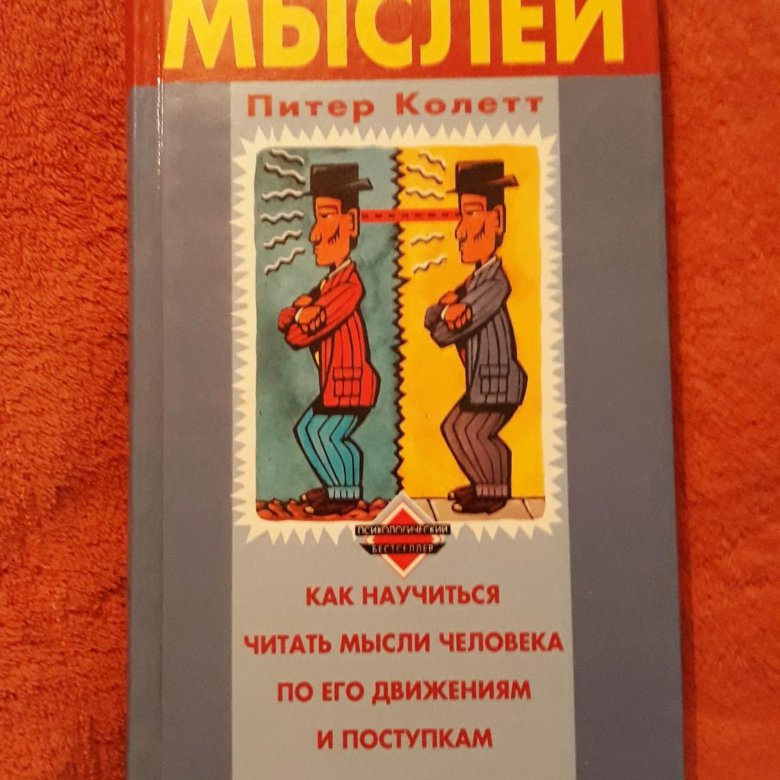 МЫСЛЕЙ
Питер Колетт
ПСИХОЛОГИЧЕСКИЙ
БЕСТСЕЛЛЕР
КАК НАУЧИТЬСЯ
ЧИТАТЬ МЫСЛИ ЧЕЛОВЕКА
ПО ЕГО ДВИЖЕНИЯМ
И ПОСТУПКАМ